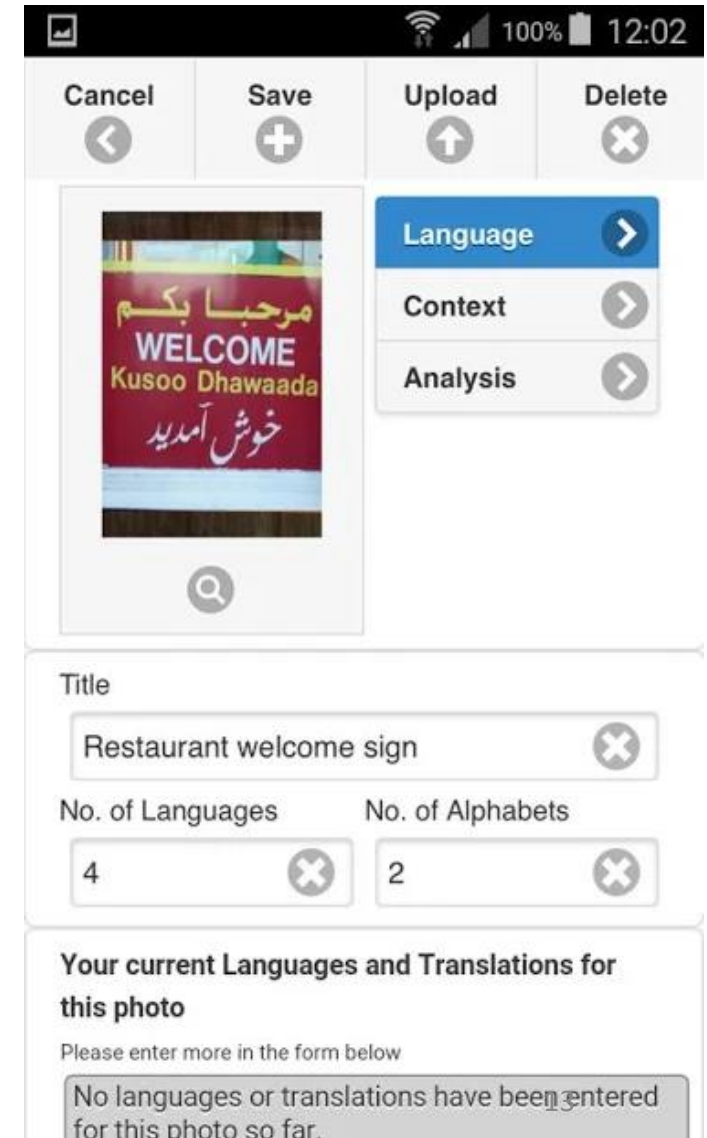 100% 12:02
Cancel Save Upload Delete
مرحبا بكم
WELCOME
Kusoo Dhawaada
خوش آمدید
Language
Context
Analysis
Title
Restaurant welcome sign
No. of Languages No. of Alphabets
4 2
Your current Languages and Translations for
this photo
Please enter more in the form below
No languages or translations have been entered
for this photo so far.
13